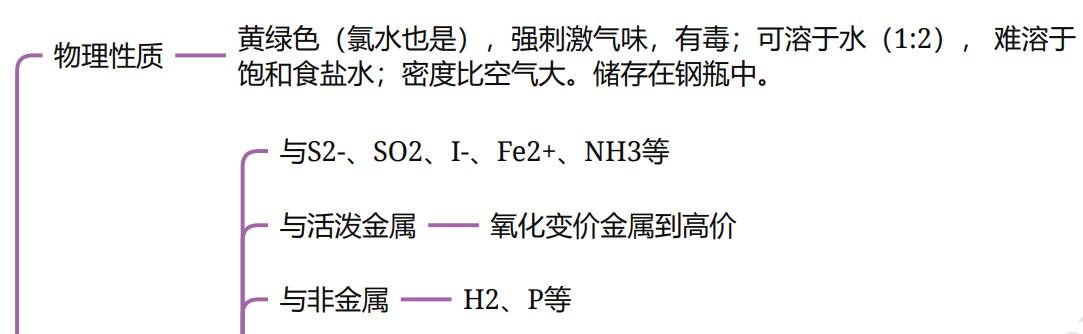 物理性质
黄绿色（氯水也是），强刺激气味，有毒；可溶于水（1:2），难溶于
饱和食盐水；密度比空气大。储存在钢瓶中。
与S2-、SO2、I-、Fe2+、NH3等
与活泼金属
氧化变价金属到高价
与非金属
H2、P等